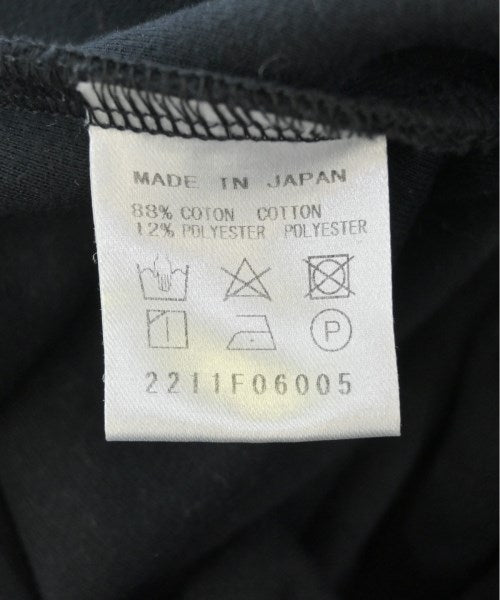 MADE IN JAPAN
88% COTON COTTON
12% POLYESTER POLYESTER
P
2211F06005